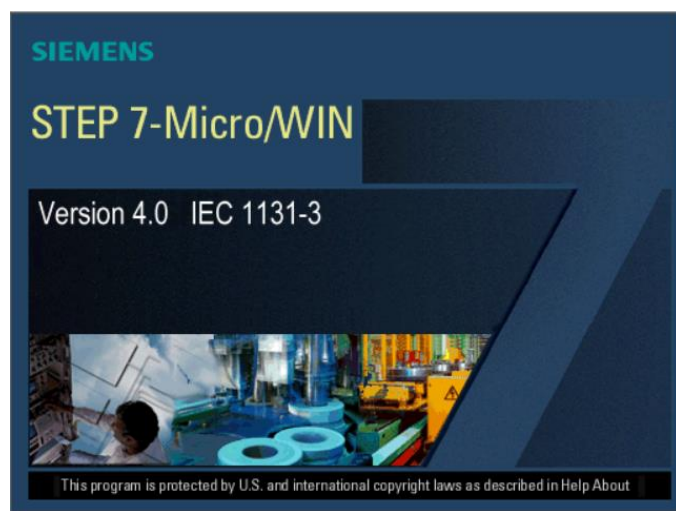 SIEMENS
STEP 7-Micro/WIN
Version 4.0 IEC 1131-3
This program is protected by U.S. and international copyright laws as described in Help About